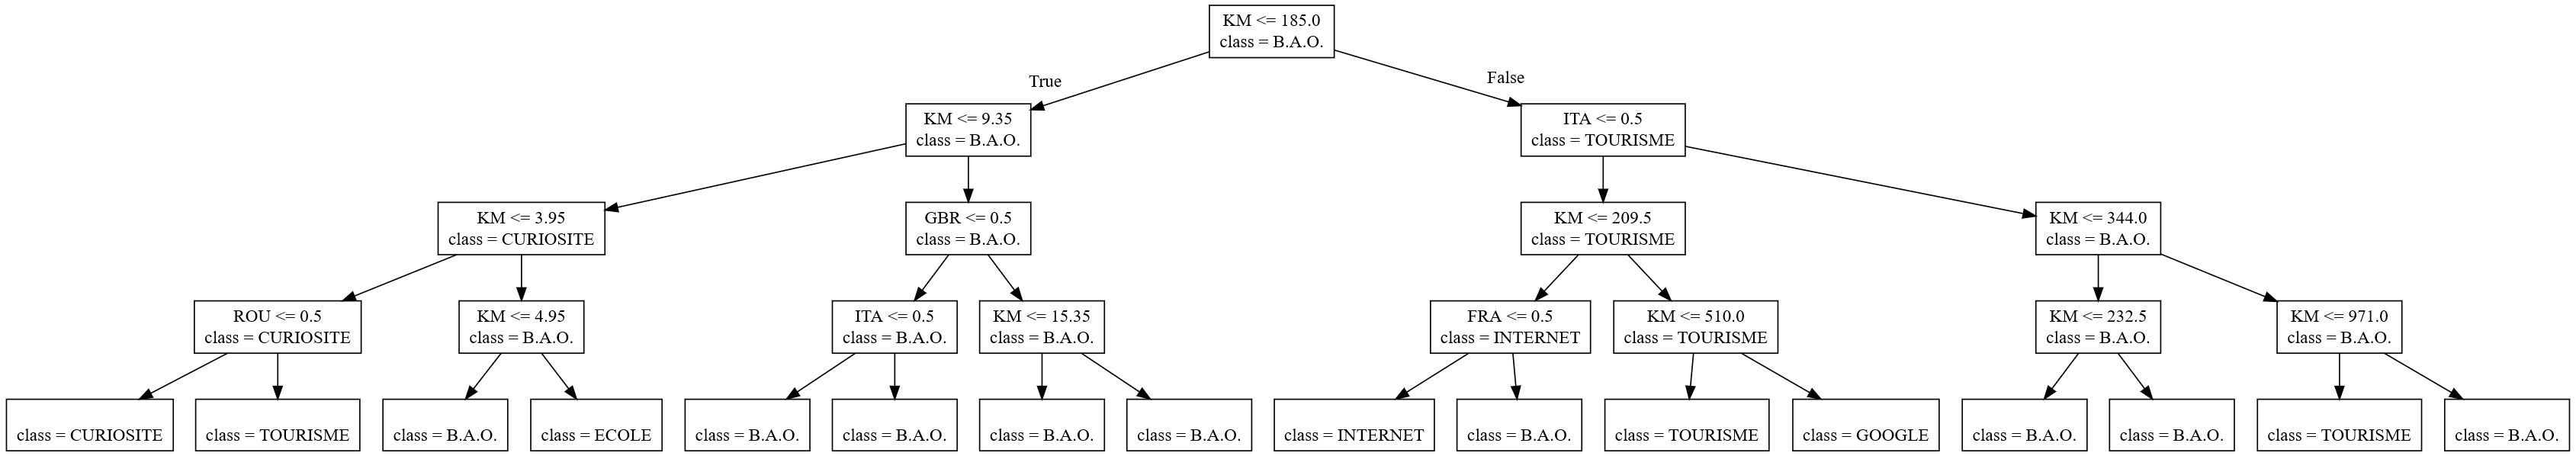 KM <= 185.0
class = B.A.O.
True
False
KM <= 9.35
class = B.A.O.
ITA <= 0.5
class = TOURISME
KM <= 3.95
class = CURIOSITE
GBR <= 0.5
class = B.A.O.
KM <= 209.5
class = TOURISME
KM <= 344.0
class = B.A.O.
ROU <= 0.5
class = CURIOSITE
KM <= 4.95
class = B.A.O.
ITA <= 0.5
class = B.A.O.
KM <= 15.35
class = B.A.O.
FRA <= 0.5
class = INTERNET
KM <= 510.0
class = TOURISME
KM <= 232.5
class = B.A.O.
KM <= 971.0
class = B.A.O.
class = CURIOSITE
class = TOURISME
class = B.A.O.
class = ECOLE
class = B.A.O.
class = B.A.O.
class = B.A.O.
class = B.A.O.
class = INTERNET
class = B.A.O.
class = TOURISME
class = GOOGLE
class = B.A.O.
class = B.A.O.
class = TOURISME
class = B.A.O.